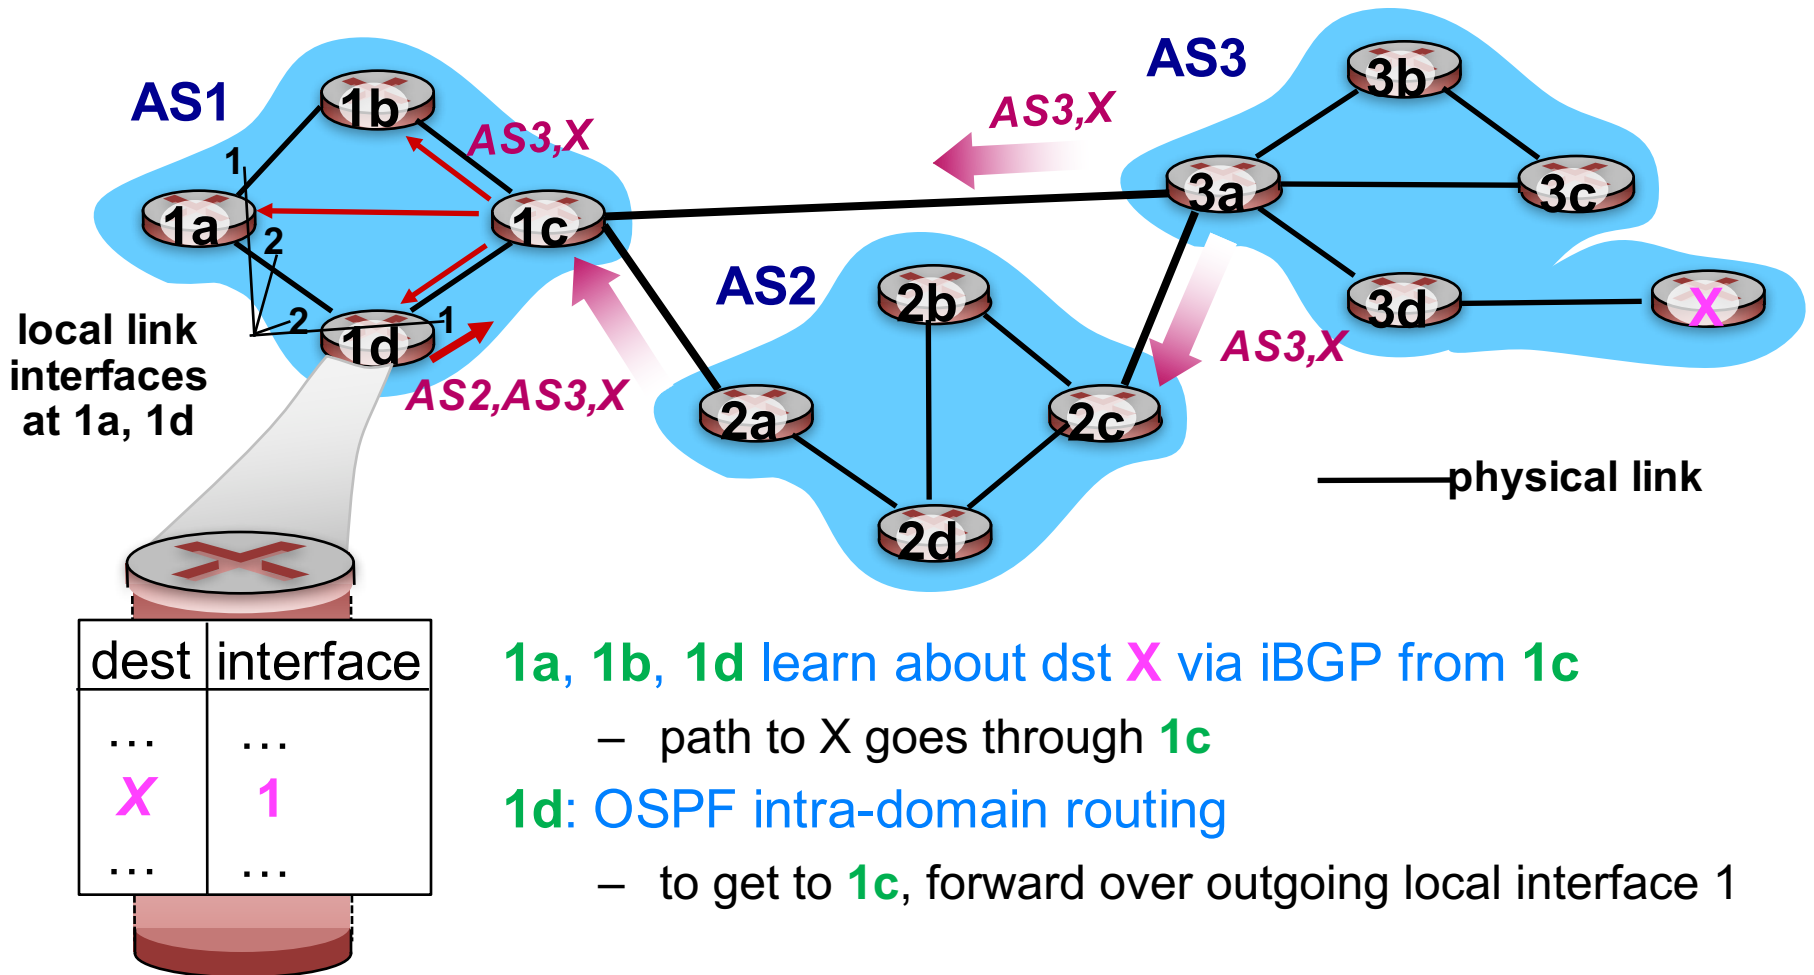 AS3
3b
AS1
1b
AS3,X
AS3,X
1
3a
3c
1a
1c
2
AS2
2b
3d
X
local link
interfaces
at 1a, 1d
2
1
1d
AS3,X
AS2,AS3,X
2a
2c
physical link
2d
dest interface
... ...
X 1
... ...
1a, 1b, 1d learn about dst X via iBGP from 1c
– path to X goes through 1c
1d: OSPF intra-domain routing
– to get to 1c, forward over outgoing local interface 1